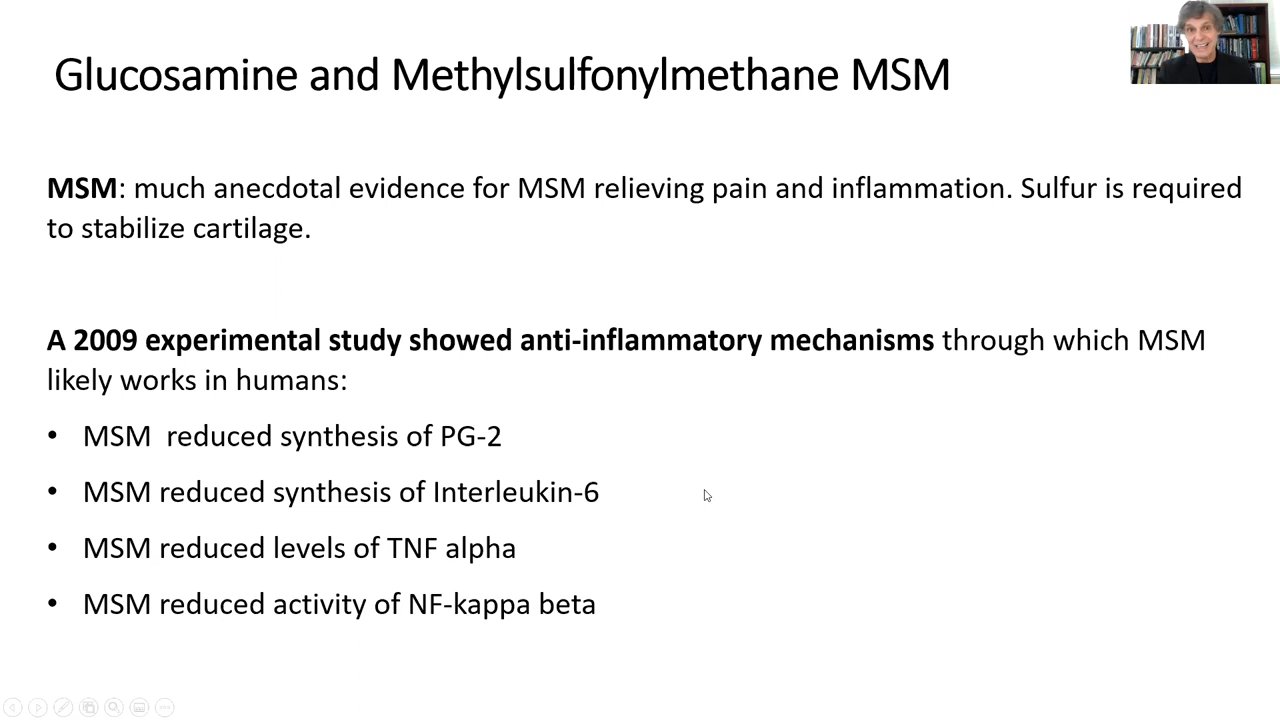 Glucosamine and Methylsulfonylmethane MSM
MSM: much anecdotal evidence for MSM relieving pain and inflammation. Sulfur is required
to stabilize cartilage.
A 2009 experimental study showed anti-inflammatory mechanisms through which MSM
likely works in humans:
• MSM  reduced synthesis of PG-2
• MSM reduced synthesis of Interleukin-6
• MSM reduced levels of TNF alpha
• MSM reduced activity of NF-kappa beta